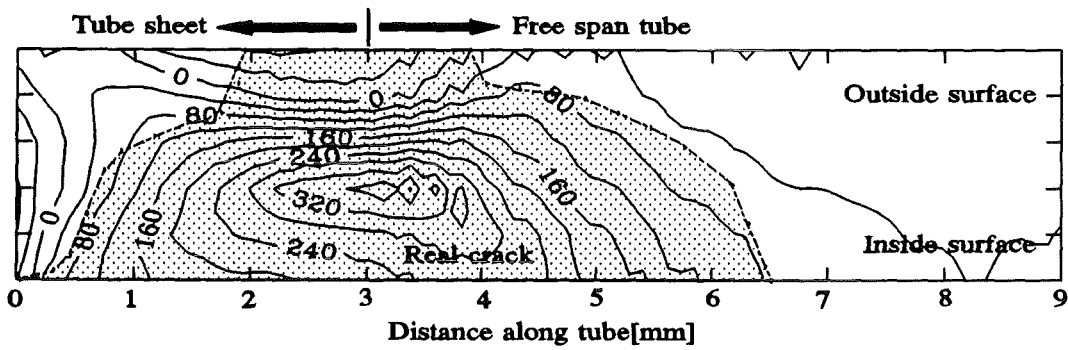 Tube sheet
Free span tube
0
0
80
80
Outside surface
160
240
160
320
0
80
160
240
Real crack
Inside surface
0 1 2 3 4 5 6 7 8 9
Distance along tube[mm]